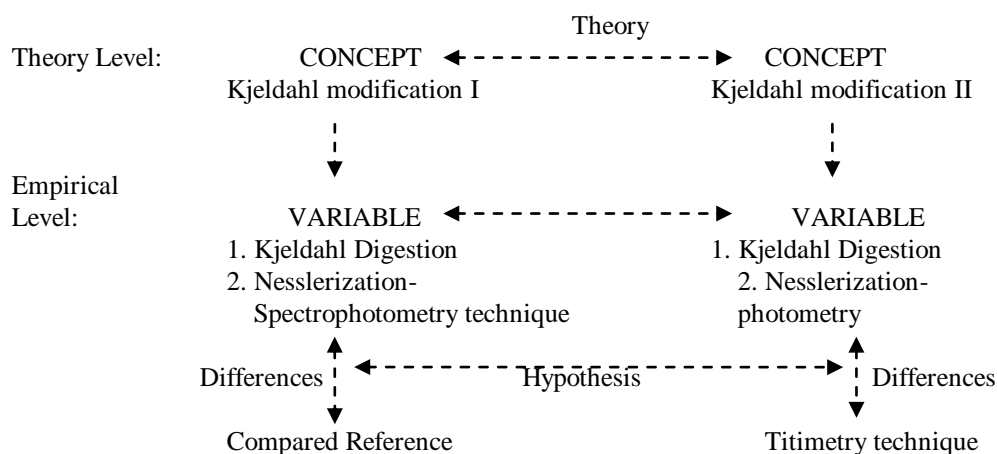 Theory
Theory Level: CONCEPT CONCEPT
Kjeldahl modification I Kjeldahl modification II
Empirical
Level:
VARIABLE VARIABLE
1. Kjeldahl Digestion 1. Kjeldahl Digestion
2. Nesslerization- 2. Nesslerization-
Spectrophotometry technique photometry
Differences Hypothesis Differences
Compared Reference Titimetry technique